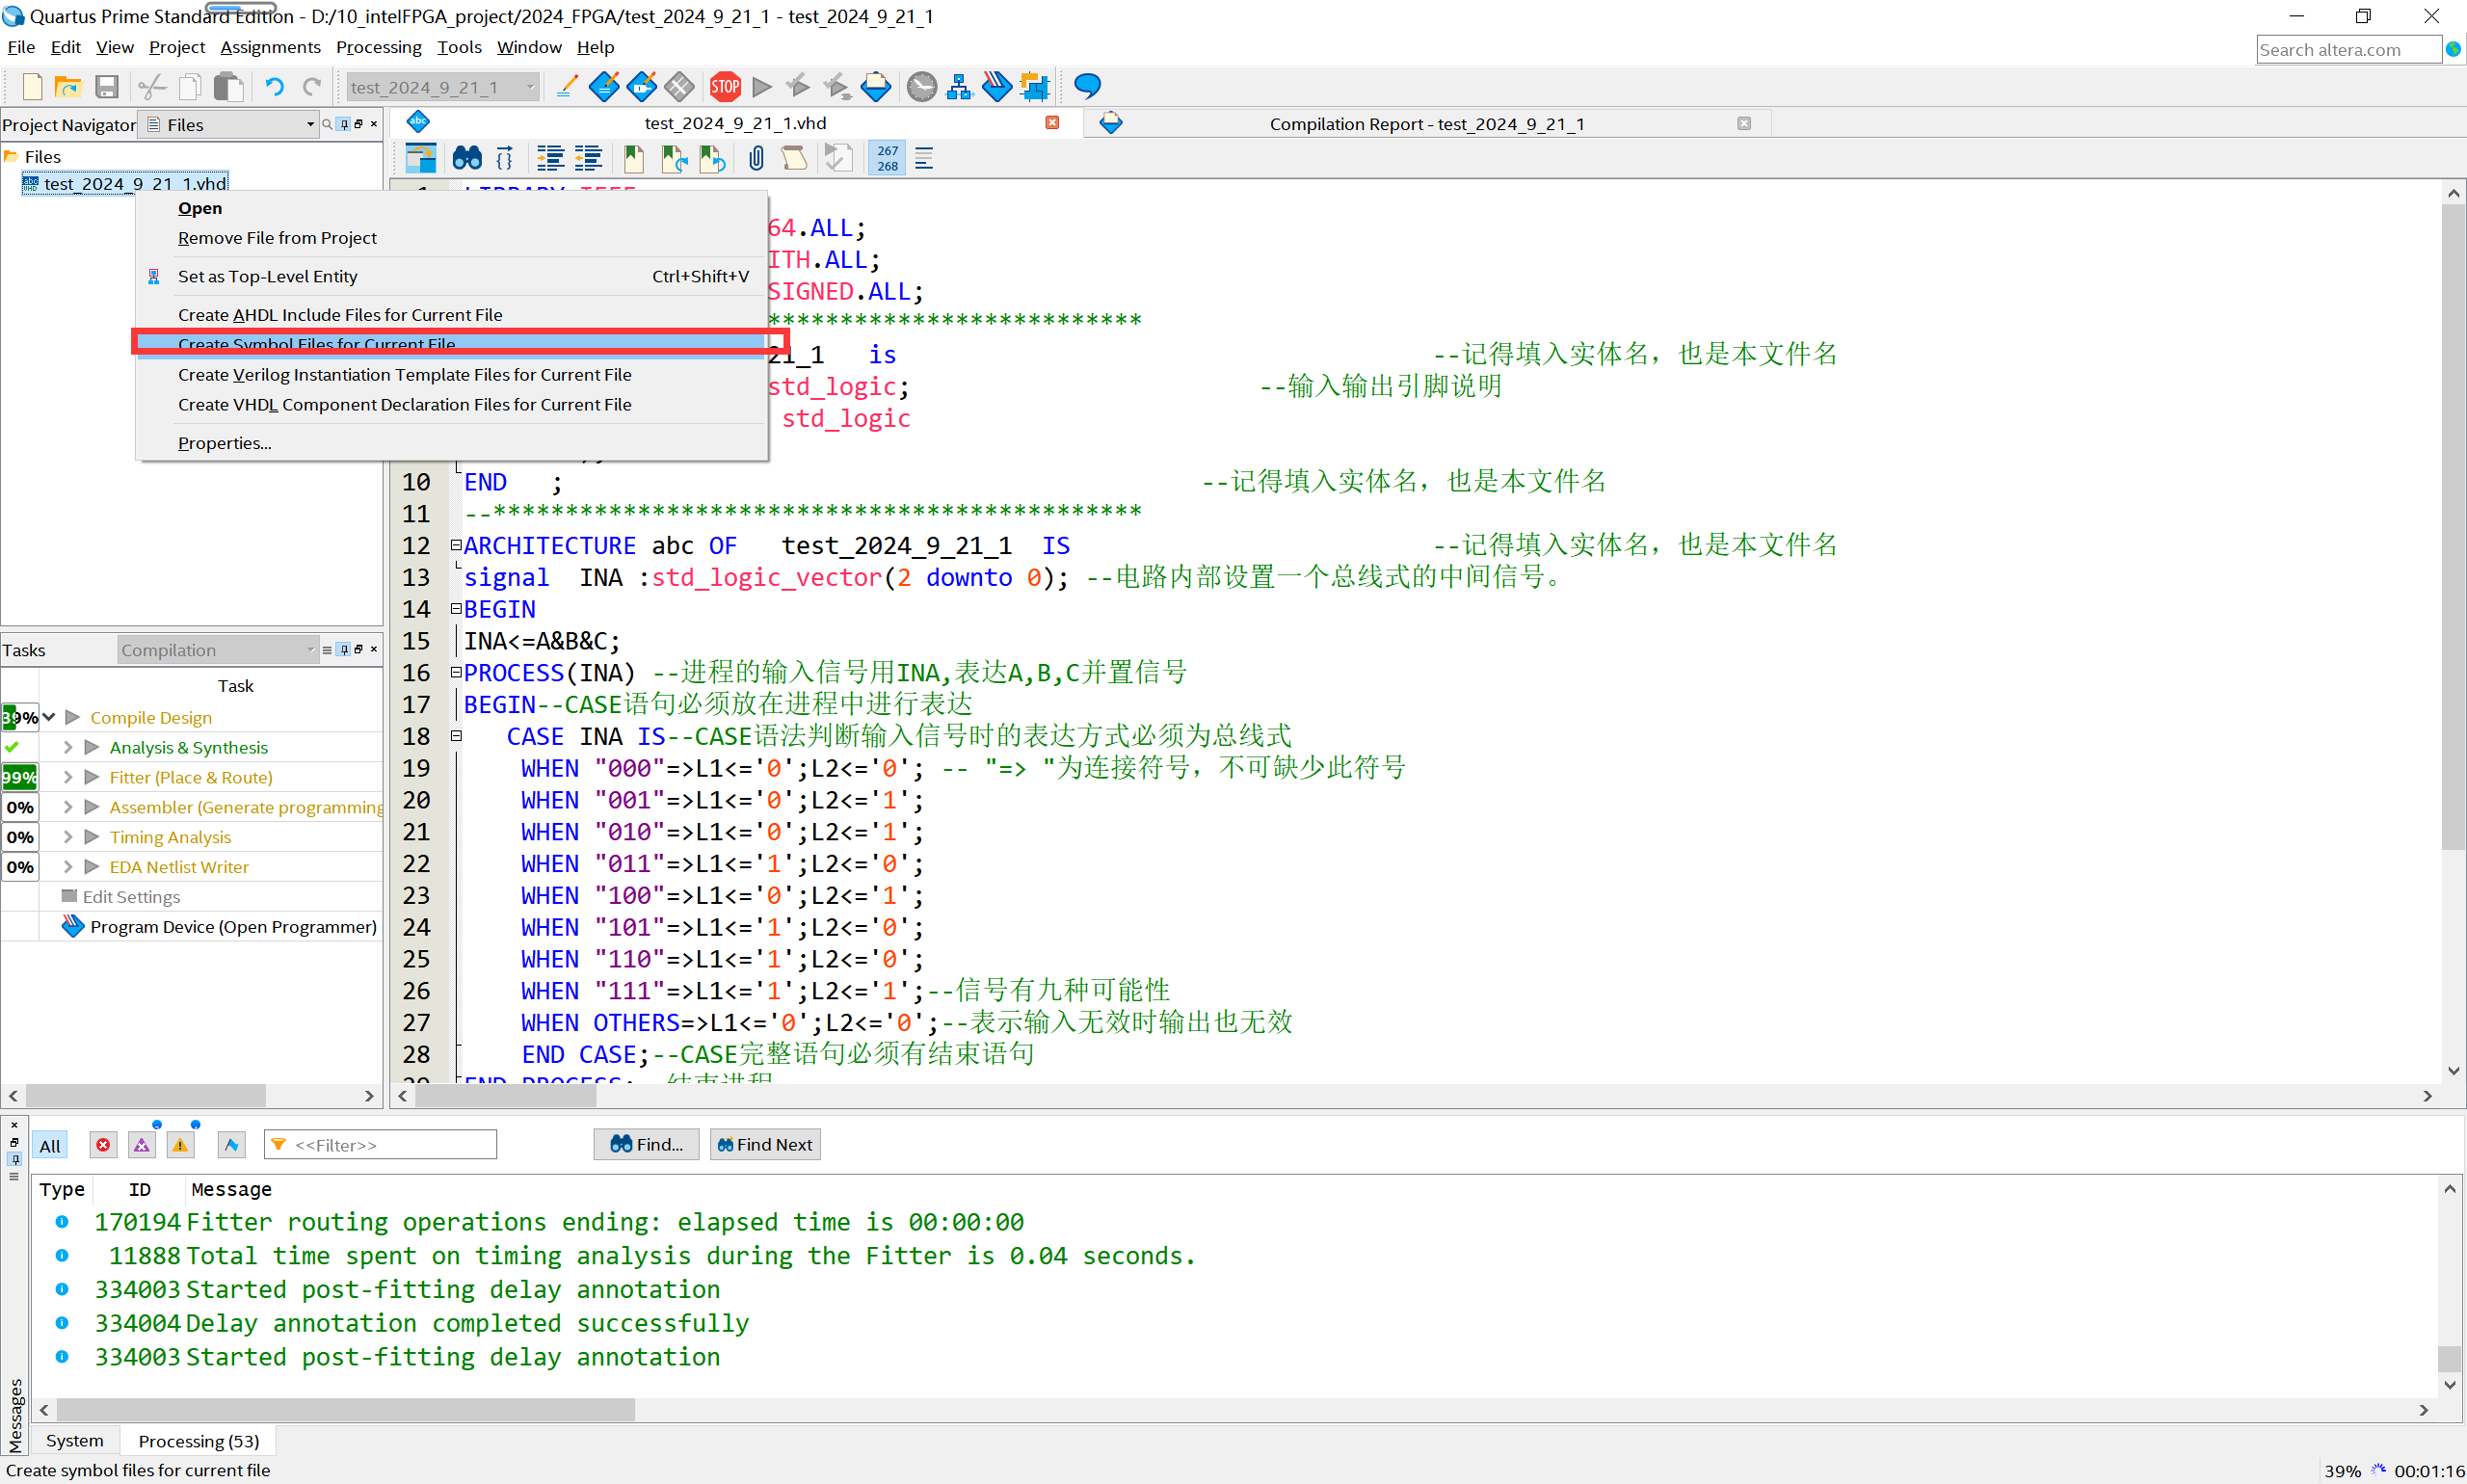 Quartus Prime Standard Edition - D:/10_intelFPGA_project/2024_FPGA/test_2024_9_21_1 - test_2024_9_21_1
File Edit View Project Assignments Processing Tools Window Help
Search altera.com
test_2024_9_21_1
STOP
Project Navigator Files
test_2024_9_21_1.vhd
Compilation Report - test_2024_9_21_1
267
268
Files
test_2024_9_21_1.vhd
Open
Remove File from Project
Set as Top-Level Entity Ctrl+Shift+V
Create AHDL Include Files for Current File
Create Symbol Files for Current File
Create Verilog Instantiation Template Files for Current File
Create VHDL Component Declaration Files for Current File
Properties...
1 LIBRARY IEEE
64.ALL;
ITH.ALL;
SIGNED.ALL;
**************************
21_1 is --记得填入实体名，也是本文件名
std_logic; --输入输出引脚说明
std_logic
10 END ; --记得填入实体名，也是本文件名
11 --*********************************************
12 ARCHITECTURE abc OF test_2024_9_21_1 IS --记得填入实体名，也是本文件名
13 signal INA :std_logic_vector(2 downto 0); --电路内部设置一个总线式的中间信号。
14 BEGIN
15 INA<=A&B&C;
16 PROCESS(INA) --进程的输入信号用INA,表达A,B,C并置信号
17 BEGIN--CASE语句必须放在进程中进行表达
18 CASE INA IS--CASE语法判断输入信号时的表达方式必须为总线式
19 WHEN "000"=>L1<='0';L2<='0'; -- "=> "为连接符号，不可缺少此符号
20 WHEN "001"=>L1<='0';L2<='1';
21 WHEN "010"=>L1<='0';L2<='1';
22 WHEN "011"=>L1<='1';L2<='0';
23 WHEN "100"=>L1<='0';L2<='1';
24 WHEN "101"=>L1<='1';L2<='0';
25 WHEN "110"=>L1<='1';L2<='0';
26 WHEN "111"=>L1<='1';L2<='1';--信号有九种可能性
27 WHEN OTHERS=>L1<='0';L2<='0';--表示输入无效时输出也无效
28 END CASE;--CASE完整语句必须有结束语句
29 END PROCESS; 结束进程
Tasks Compilation
Task
39% Compile Design
Analysis & Synthesis
99% Fitter (Place & Route)
0% Assembler (Generate programming
0% Timing Analysis
0% EDA Netlist Writer
Edit Settings
Program Device (Open Programmer)
All <<Filter>> Find... Find Next
Type ID Message
170194 Fitter routing operations ending: elapsed time is 00:00:00
11888 Total time spent on timing analysis during the Fitter is 0.04 seconds.
334003 Started post-fitting delay annotation
334004 Delay annotation completed successfully
334003 Started post-fitting delay annotation
Messages
System Processing (53)
Create symbol files for current file
39% 00:01:16